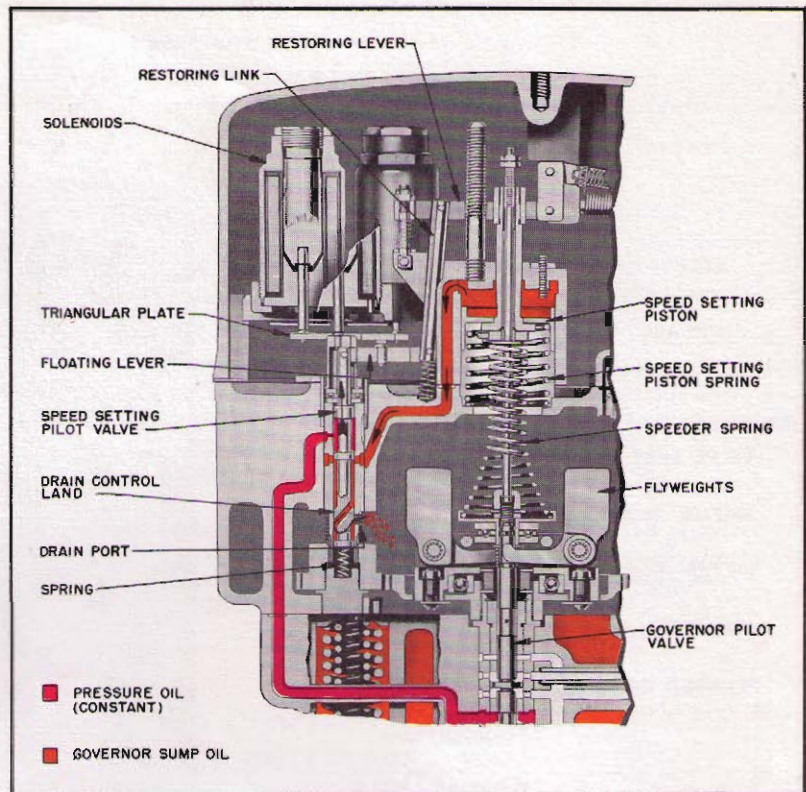 RESTORING LEVER
RESTORING LINK
SOLENOIDS
TRIANGULAR PLATE
FLOATING LEVER
SPEED SETTING
PILOT VALVE
DRAIN CONTROL
LAND
DRAIN PORT
SPRING
SPEED SETTING
PISTON
SPEED SETTING
PISTON SPRING
SPEEDER SPRING
FLYWEIGHTS
GOVERNOR PILOT
VALVE
PRESSURE OIL
(CONSTANT)
GOVERNOR SUMP OIL